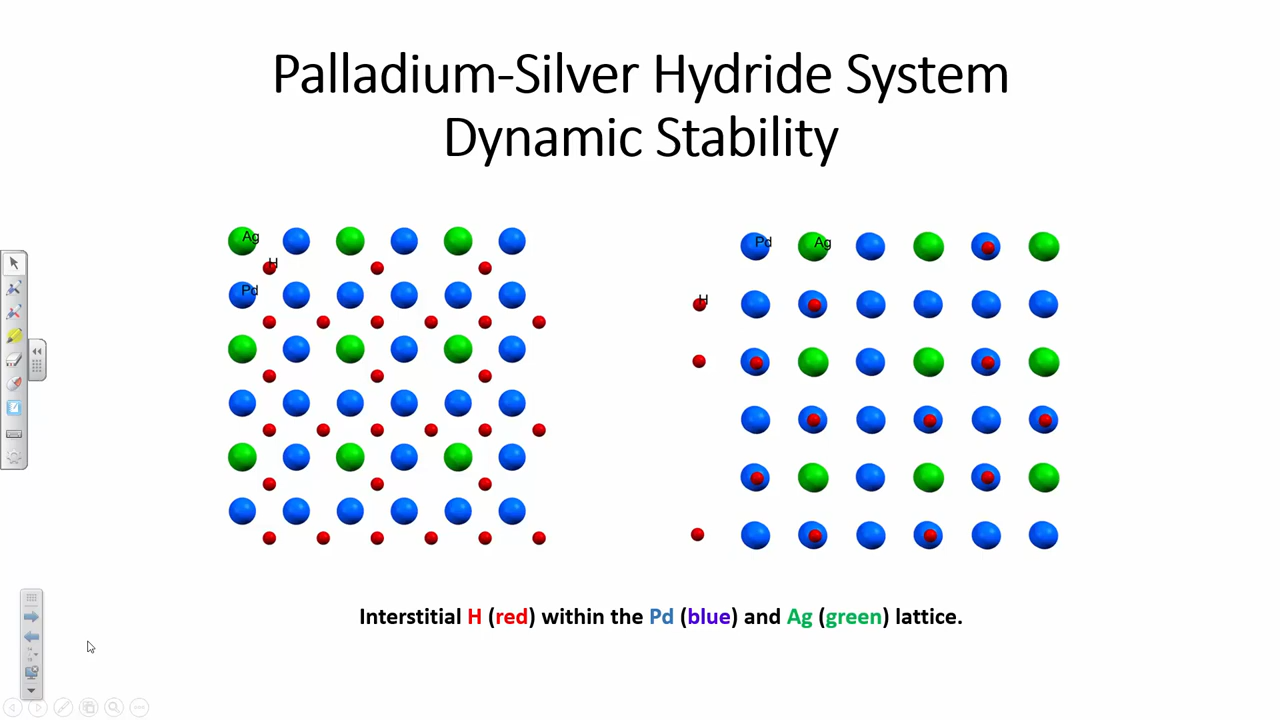 Palladium-Silver Hydride System
Dynamic Stability
Ag
H
Pd
Pd
Ag
H
Interstitial H (red) within the Pd (blue) and Ag (green) lattice.